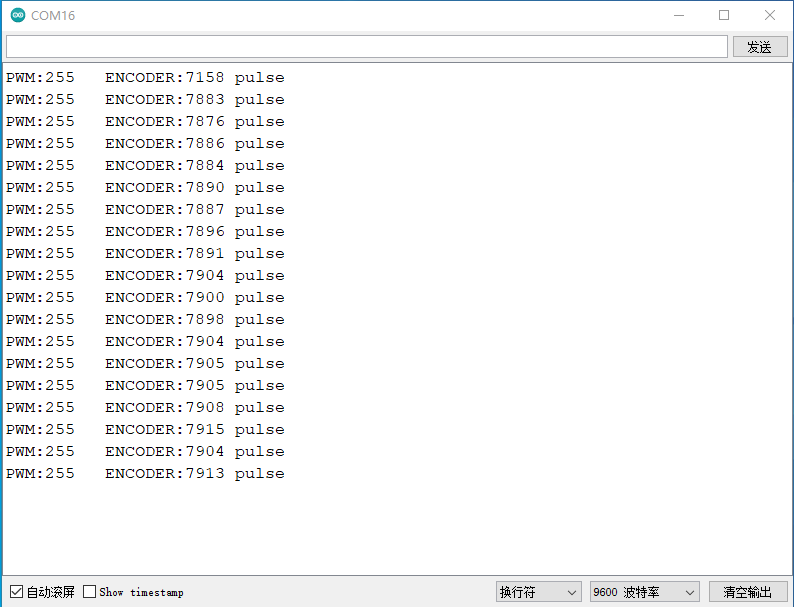 COM16
发送
PWM:255   ENCODER:7158 pulse
PWM:255   ENCODER:7883 pulse
PWM:255   ENCODER:7876 pulse
PWM:255   ENCODER:7886 pulse
PWM:255   ENCODER:7884 pulse
PWM:255   ENCODER:7890 pulse
PWM:255   ENCODER:7887 pulse
PWM:255   ENCODER:7896 pulse
PWM:255   ENCODER:7891 pulse
PWM:255   ENCODER:7904 pulse
PWM:255   ENCODER:7900 pulse
PWM:255   ENCODER:7898 pulse
PWM:255   ENCODER:7904 pulse
PWM:255   ENCODER:7905 pulse
PWM:255   ENCODER:7905 pulse
PWM:255   ENCODER:7908 pulse
PWM:255   ENCODER:7915 pulse
PWM:255   ENCODER:7904 pulse
PWM:255   ENCODER:7913 pulse
自动滚屏 Show timestamp 换行符 9600 波特率 清空输出